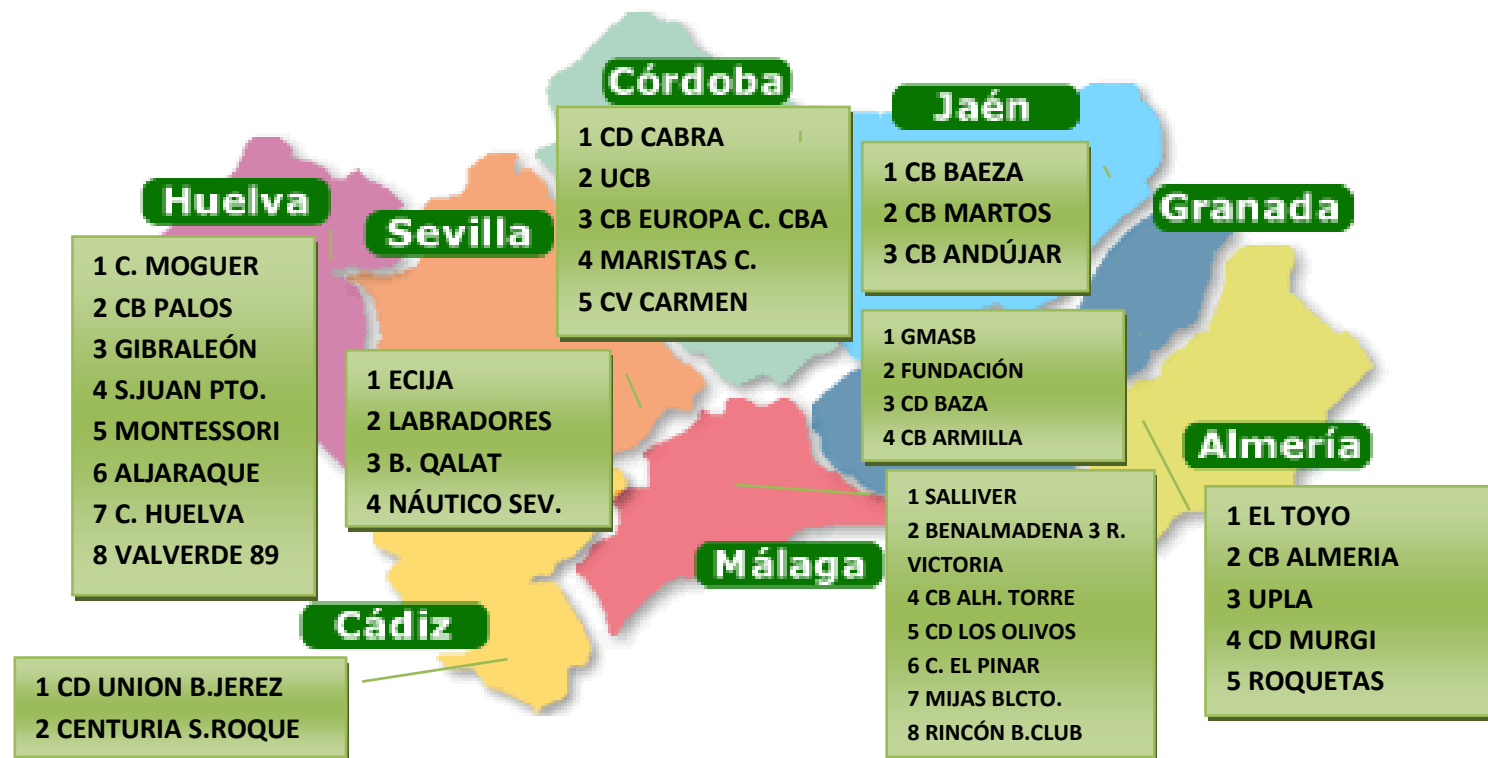 Córdoba
1 CD CABRA
2 UCB
3 CB EUROPA C. CBA
4 MARISTAS C.
5 CV CARMEN
Jaén
1 CB BAEZA
2 CB MARTOS
3 CB ANDÚJAR
Huelva
1 C. MOGUER
2 CB PALOS
3 GIBRALEÓN
4 S.JUAN PTO.
5 MONTESSORI
6 ALJARAQUE
7 C. HUELVA
8 VALVERDE 89
Sevilla
1 ECIJA
2 LABRADORES
3 B. QALAT
4 NÁUTICO SEV.
Granada
1 GMASB
2 FUNDACIÓN
3 CD BAZA
4 CB ARMILLA
Almería
1 EL TOYO
2 CB ALMERIA
3 UPLA
4 CD MURGI
5 ROQUETAS
Málaga
1 SALLIVER
2 BENALMADENA 3 R.
VICTORIA
4 CB ALH. TORRE
5 CD LOS OLIVOS
6 C. EL PINAR
7 MIJAS BLCTO.
8 RINCÓN B.CLUB
Cádiz
1 CD UNION B.JEREZ
2 CENTURIA S.ROQUE